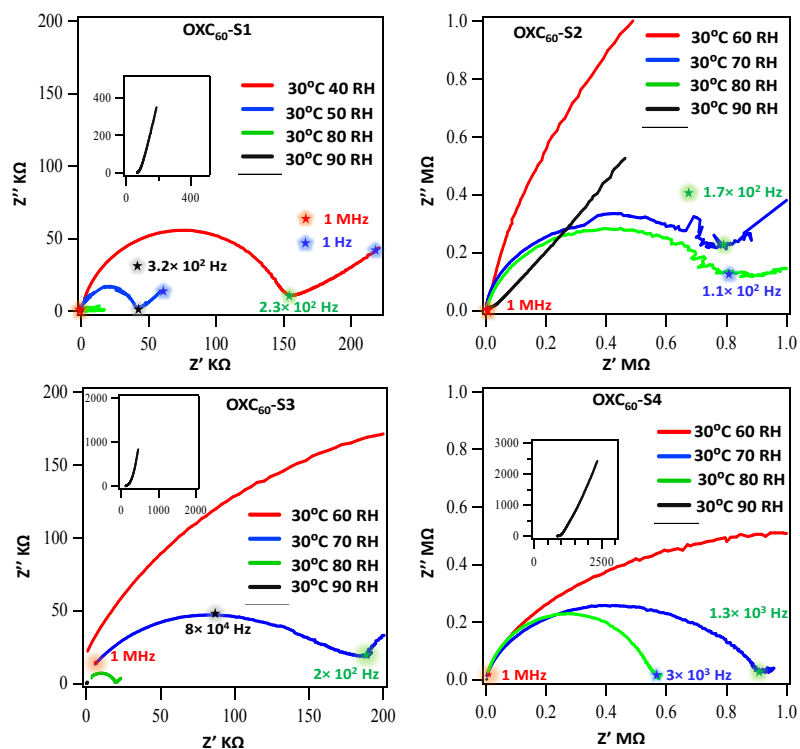 OXC60-S1
200
150
100
50
0
Z'' KΩ
400
200
0
0
400
30°C 40 RH
30°C 50 RH
30°C 80 RH
30°C 90 RH
1 MHz
1 Hz
3.2× 10² Hz
2.3× 10² Hz
0
50
100
150
200
Z' KΩ
OXC60-S2
1.0
0.8
0.6
0.4
0.2
0.0
Z'' MΩ
30°C 60 RH
30°C 70 RH
30°C 80 RH
30°C 90 RH
1.7× 10² Hz
1.1× 10² Hz
1 MHz
0.0
0.2
0.4
0.6
0.8
1.0
Z' MΩ
OXC60-S3
200
150
100
50
0
Z'' KΩ
2000
1000
0
0
1000
2000
30°C 60 RH
30°C 70 RH
30°C 80 RH
30°C 90 RH
8× 10⁴ Hz
1 MHz
2× 10² Hz
0
50
100
150
200
Z' KΩ
OXC60-S4
1.0
0.8
0.6
0.4
0.2
0.0
Z'' MΩ
3000
2000
1000
0
0
2500
30°C 60 RH
30°C 70 RH
30°C 80 RH
30°C 90 RH
1.3× 10³ Hz
1 MHz
3× 10³ Hz
0.0
0.2
0.4
0.6
0.8
1.0
Z' MΩ